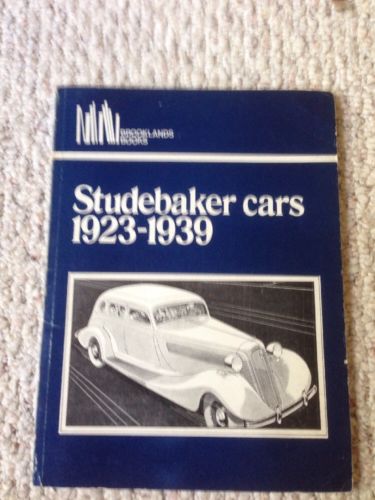 BROOKLANDS
BOOKS
Studebaker cars
1923-1939